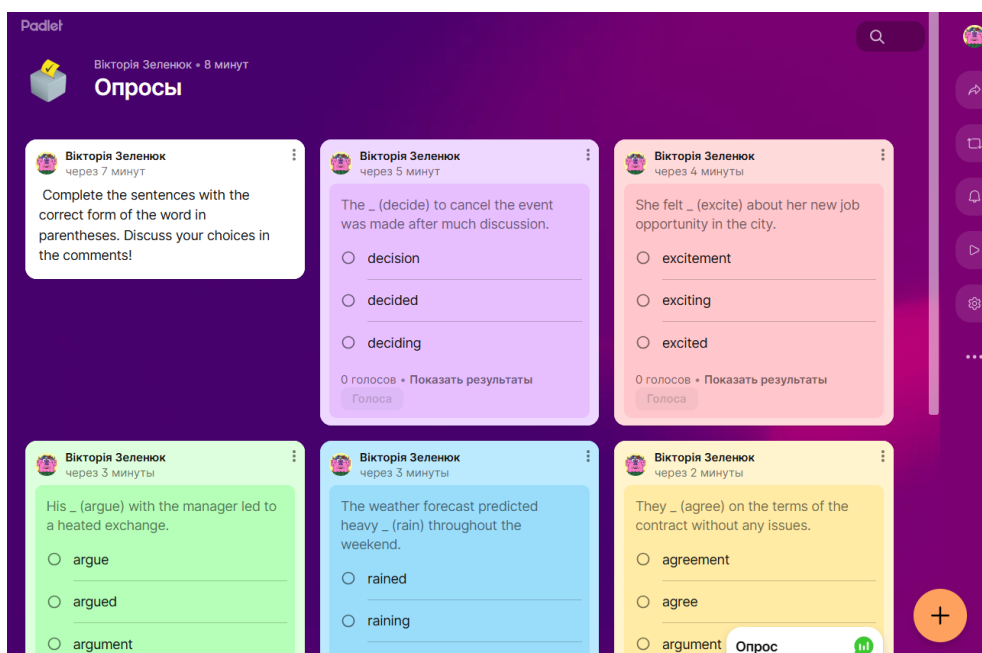 Padlet
Вікторія Зеленюк • 8 минут
Опросы
Вікторія Зеленюк
через 7 минут
Complete the sentences with the
correct form of the word in
parentheses. Discuss your choices in
the comments!
Вікторія Зеленюк
через 5 минут
The _ (decide) to cancel the event
was made after much discussion.
decision
decided
deciding
0 голосов • Показать результаты
Голоса
Вікторія Зеленюк
через 4 минуты
She felt _ (excite) about her new job
opportunity in the city.
excitement
exciting
excited
0 голосов • Показать результаты
Голоса
Вікторія Зеленюк
через 3 минуты
His _ (argue) with the manager led to
a heated exchange.
argue
argued
argument
Вікторія Зеленюк
через 3 минуты
The weather forecast predicted
heavy _ (rain) throughout the
weekend.
rained
raining
Вікторія Зеленюк
через 2 минуты
They _ (agree) on the terms of the
contract without any issues.
agreement
agree
argument
Опрос